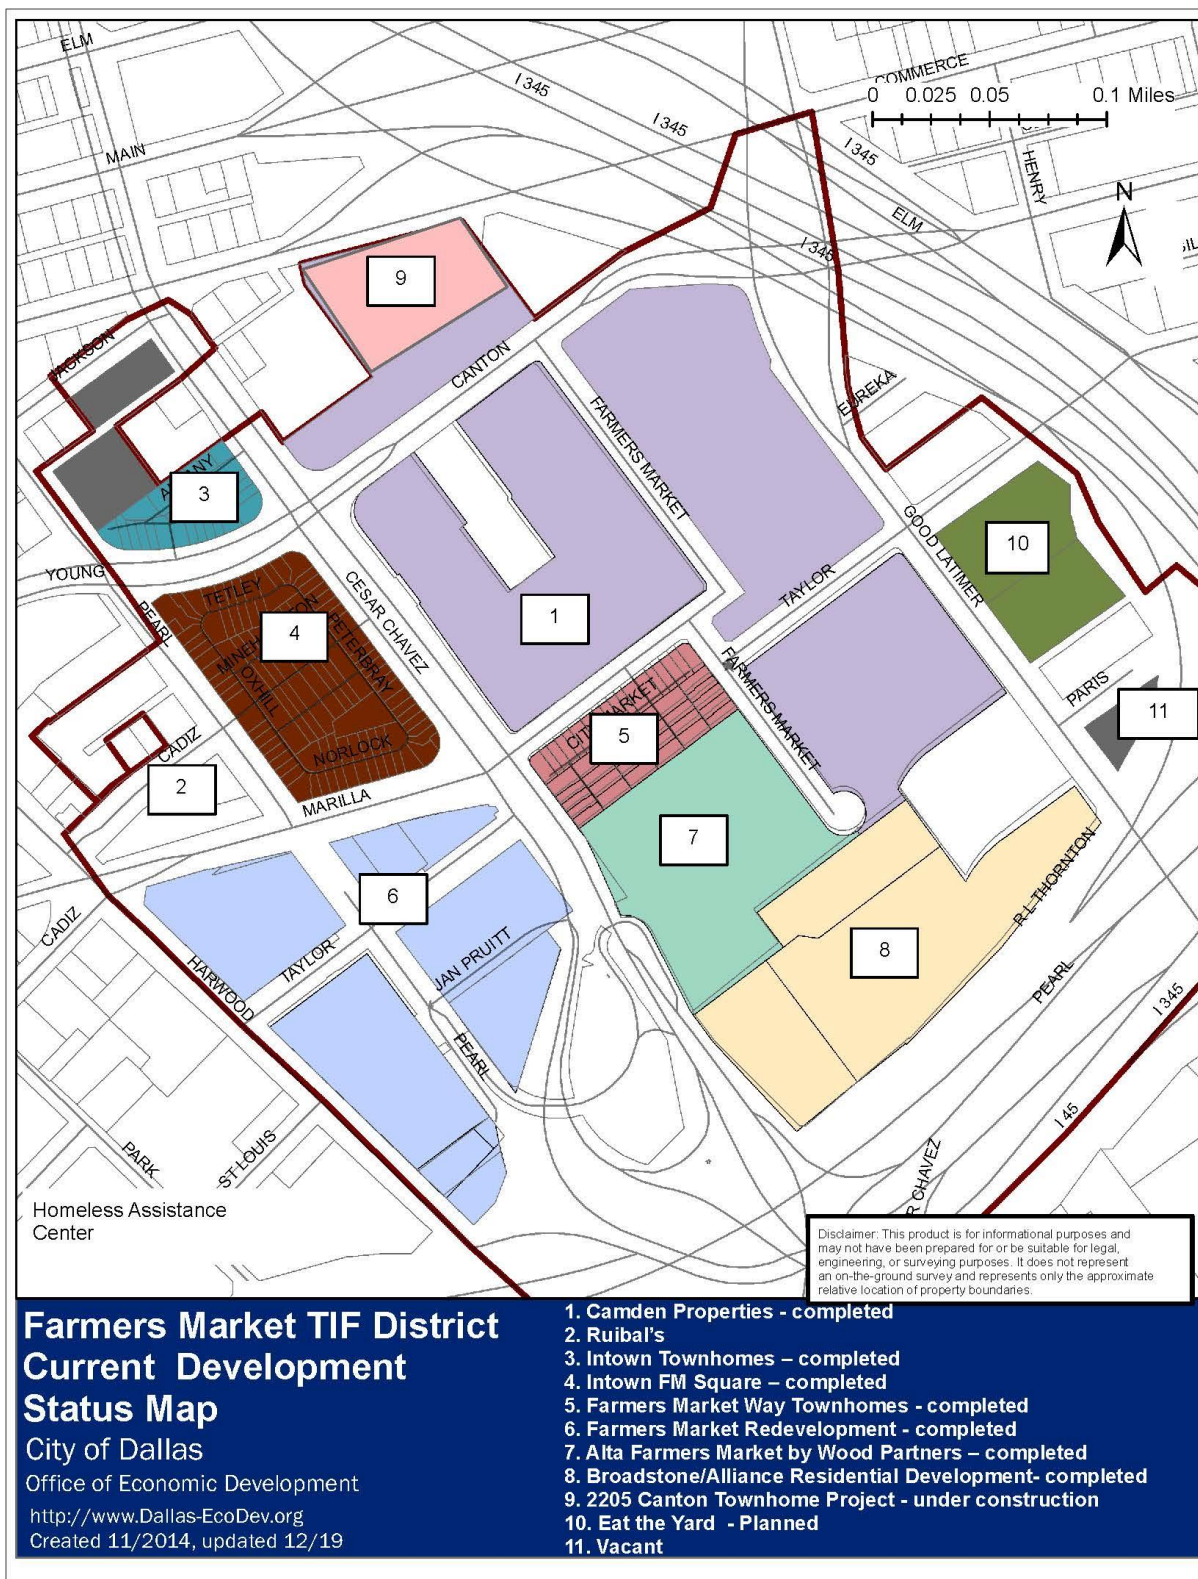 ELM
I 345
COMMERCE
0 0.025 0.05 0.1 Miles
I 345
MAIN
I 345
HENRY
N
ELM
I 345
9
JACKSON
CANTON
EUREKA
FARMERS MARKET
3
GOOD LATIMER
10
YOUNG
TETLEY
CESAR CHAVEZ
TAYLOR
PEARL
4
PETERBRAY
1
OXHILL
FARMERS MARKET
CITY MARKET
PARIS
11
5
CADIZ
NORLOCK
2
MARILLA
7
R L THORNTON
6
CADIZ
TAYLOR
JAN PRUITT
8
HARWOOD
PEARL
I 345
PEARL
I 45
PARK
ST LOUIS
R CHAVEZ
Homeless Assistance
Center
Disclaimer: This product is for informational purposes and
may not have been prepared for or be suitable for legal,
engineering, or surveying purposes. It does not represent
an on-the-ground survey and represents only the approximate
relative location of property boundaries.
Farmers Market TIF District
Current Development
Status Map
City of Dallas
Office of Economic Development
http://www.Dallas-EcoDev.org
Created 11/2014, updated 12/19
1. Camden Properties - completed
2. Ruibal's
3. Intown Townhomes – completed
4. Intown FM Square – completed
5. Farmers Market Way Townhomes - completed
6. Farmers Market Redevelopment - completed
7. Alta Farmers Market by Wood Partners – completed
8. Broadstone/Alliance Residential Development- completed
9. 2205 Canton Townhome Project - under construction
10. Eat the Yard - Planned
11. Vacant